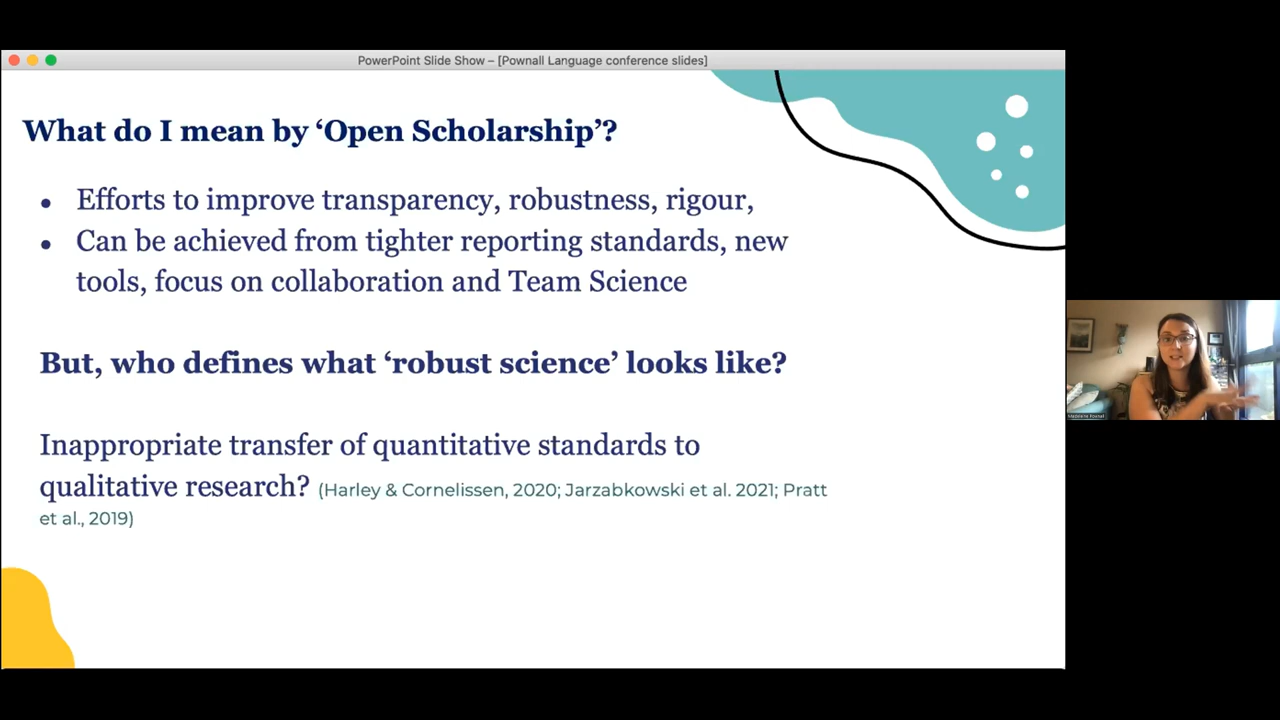 PowerPoint Slide Show – [Pownall Language conference slides]
What do I mean by ‘Open Scholarship’?
• Efforts to improve transparency, robustness, rigour,
• Can be achieved from tighter reporting standards, new
tools, focus on collaboration and Team Science
But, who defines what ‘robust science’ looks like?
Inappropriate transfer of quantitative standards to
qualitative research? (Harley & Cornelissen, 2020; Jarzabkowski et al. 2021; Pratt
et al., 2019)
Madeleine Pownall